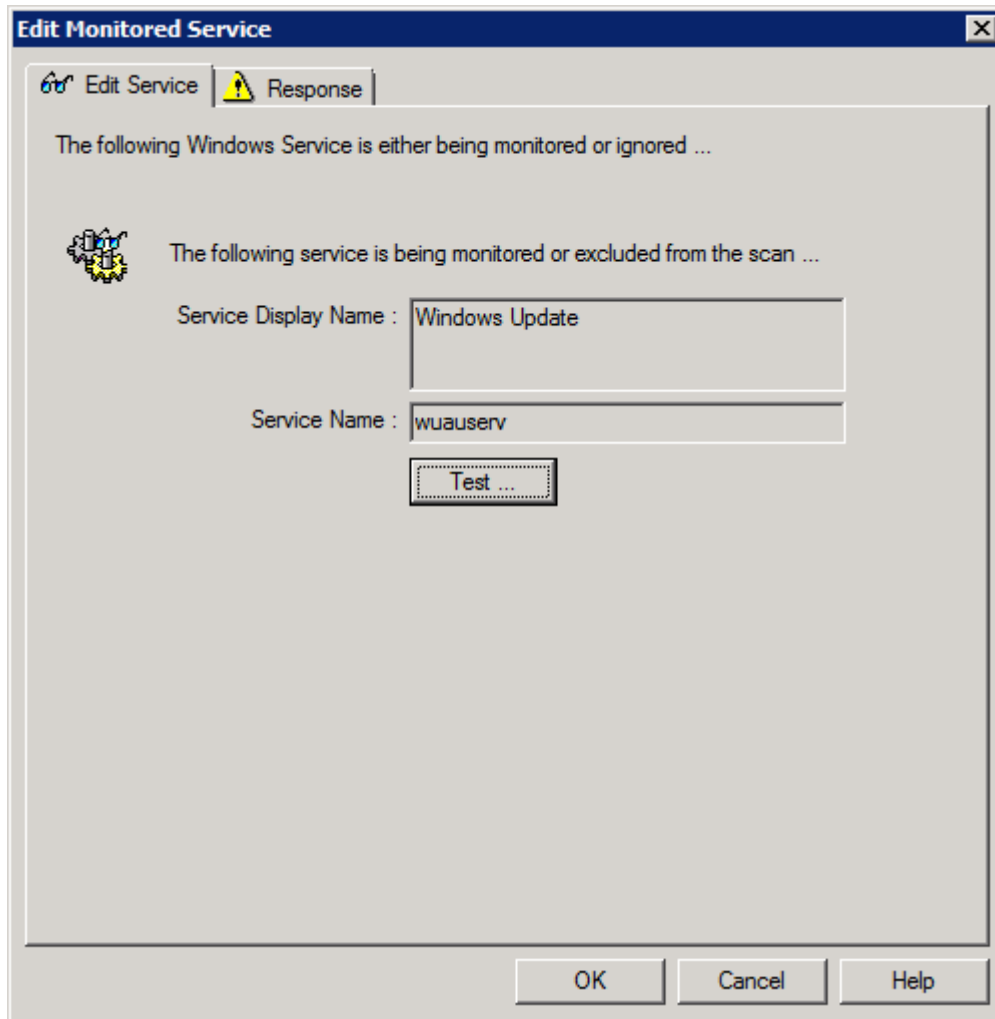 Edit Monitored Service
Edit Service
Response
The following Windows Service is either being monitored or ignored ...
The following service is being monitored or excluded from the scan ...
Service Display Name : Windows Update
Service Name : wuauserv
Test ...
OK Cancel Help